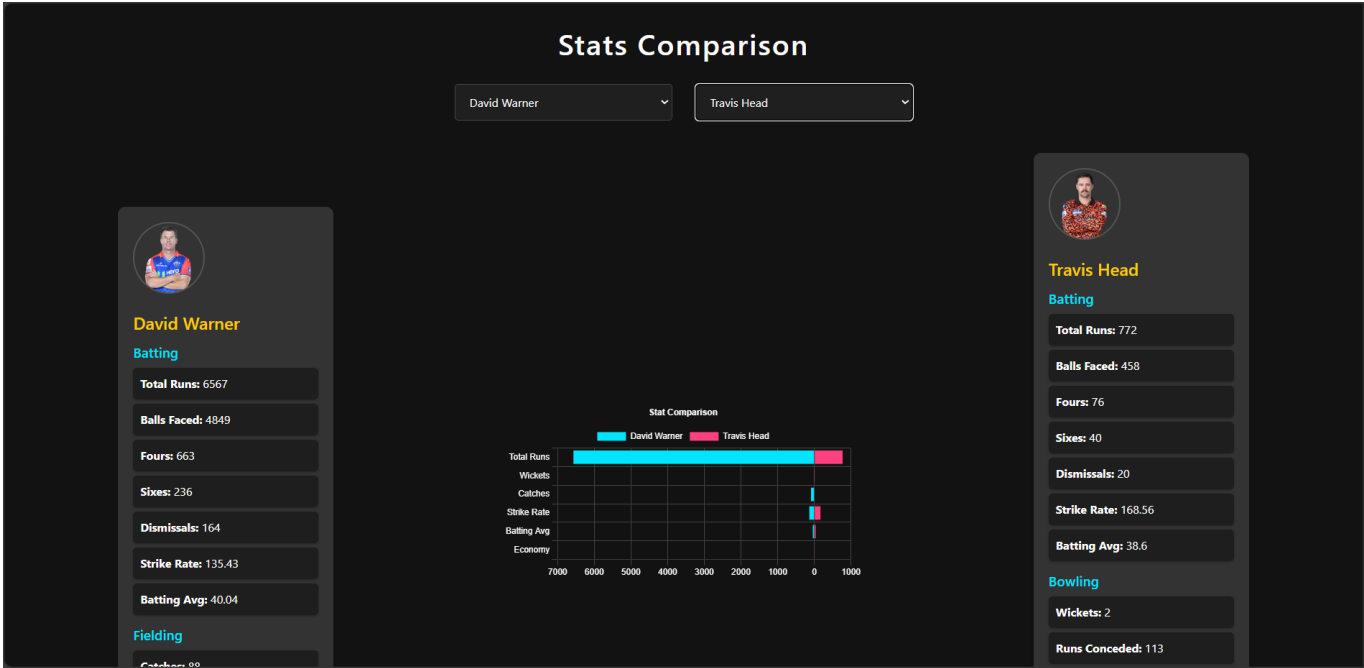 Stats Comparison
David Warner
Travis Head
David Warner
Batting
Total Runs: 6567
Balls Faced: 4849
Fours: 663
Sixes: 236
Dismissals: 164
Strike Rate: 135.43
Batting Avg: 40.04
Fielding
Catches: 88
Stat Comparison
David Warner Travis Head
Total Runs
Wickets
Catches
Strike Rate
Batting Avg
Economy
7000 6000 5000 4000 3000 2000 1000 0 1000
Travis Head
Batting
Total Runs: 772
Balls Faced: 458
Fours: 76
Sixes: 40
Dismissals: 20
Strike Rate: 168.56
Batting Avg: 38.6
Bowling
Wickets: 2
Runs Conceded: 113